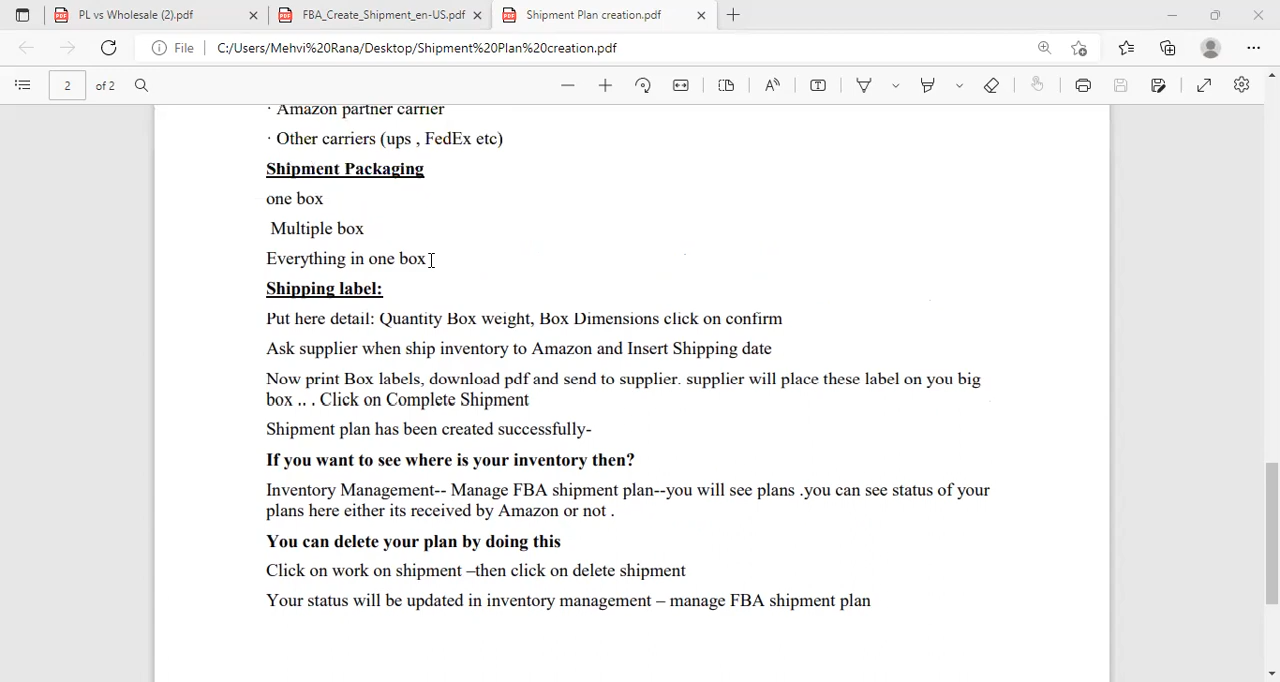 PL vs Wholesale (2).pdf
FBA_Create_Shipment_en-US.pdf
Shipment Plan creation.pdf
File
C:/Users/Mehvi%20Rana/Desktop/Shipment%20Plan%20creation.pdf
2 of 2
· Amazon partner carrier
· Other carriers (ups , FedEx etc)
Shipment Packaging
one box
Multiple box
Everything in one box
Shipping label:
Put here detail: Quantity Box weight, Box Dimensions click on confirm
Ask supplier when ship inventory to Amazon and Insert Shipping date
Now print Box labels, download pdf and send to supplier. supplier will place these label on you big
box .. . Click on Complete Shipment
Shipment plan has been created successfully-
If you want to see where is your inventory then?
Inventory Management-- Manage FBA shipment plan--you will see plans .you can see status of your
plans here either its received by Amazon or not .
You can delete your plan by doing this
Click on work on shipment –then click on delete shipment
Your status will be updated in inventory management – manage FBA shipment plan